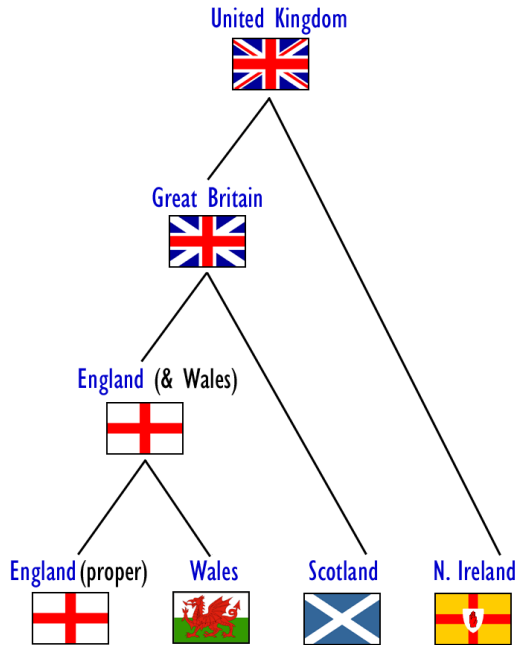 United Kingdom
Great Britain
England (& Wales)
England (proper)
Wales
Scotland
N. Ireland